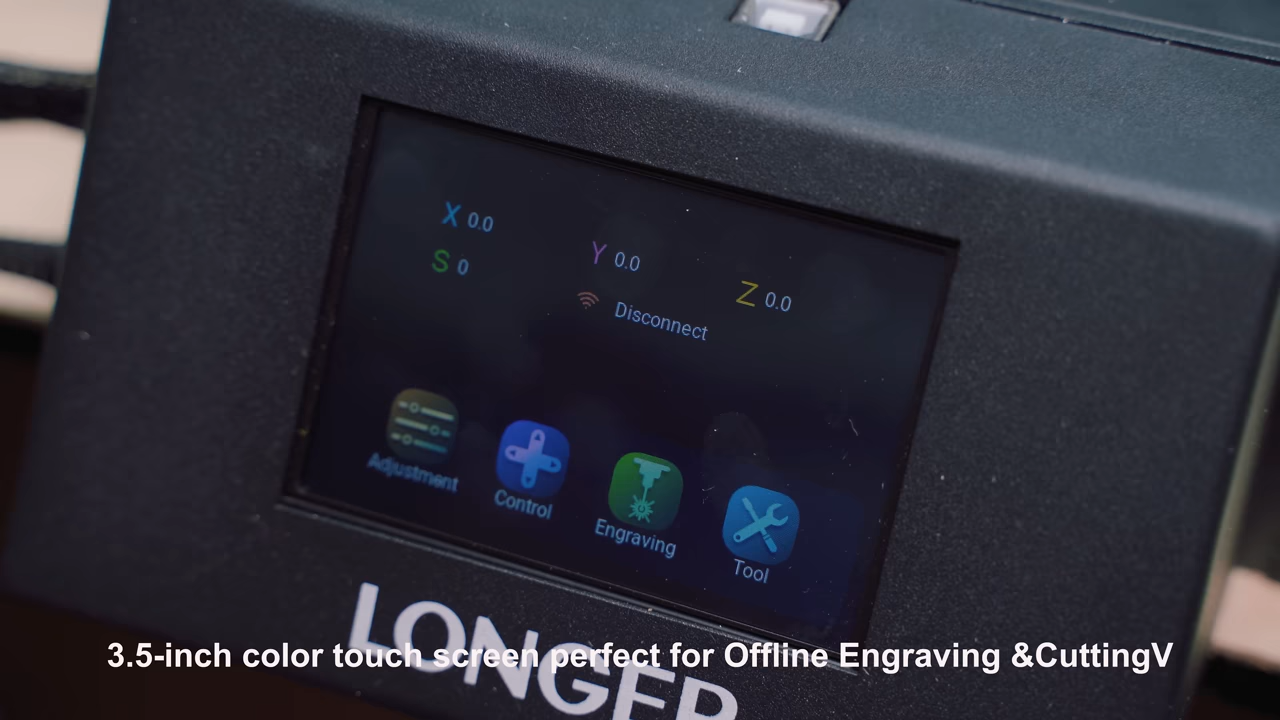 X 0.0
Y 0.0
Z 0.0
S 0
Disconnect
Adjustment
Control
Engraving
Tool
LONGER
3.5-inch color touch screen perfect for Offline Engraving &CuttingV